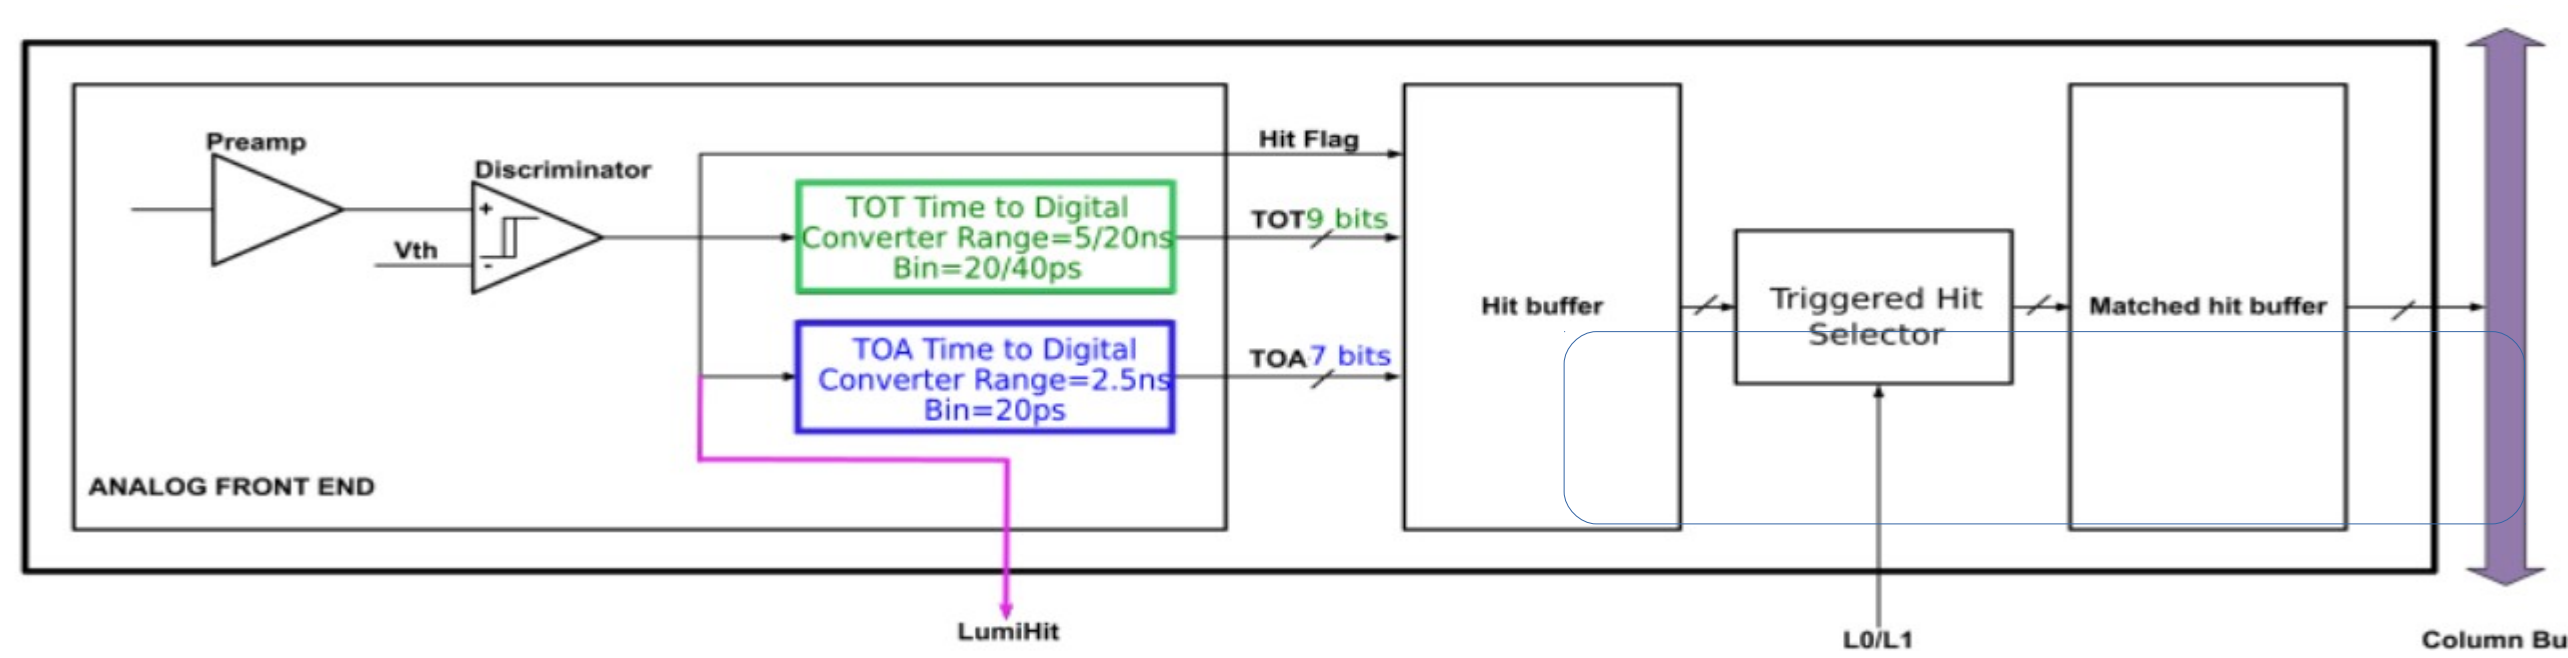 Preamp
Discriminator
+
Vth
-
TOT Time to Digital
Converter Range=5/20ns
Bin=20/40ps
TOA Time to Digital
Converter Range=2.5ns
Bin=20ps
ANALOG FRONT END
Hit Flag
TOT9 bits
TOA 7 bits
Hit buffer
Triggered Hit
Selector
Matched hit buffer
LumiHit
L0/L1
Column Bu